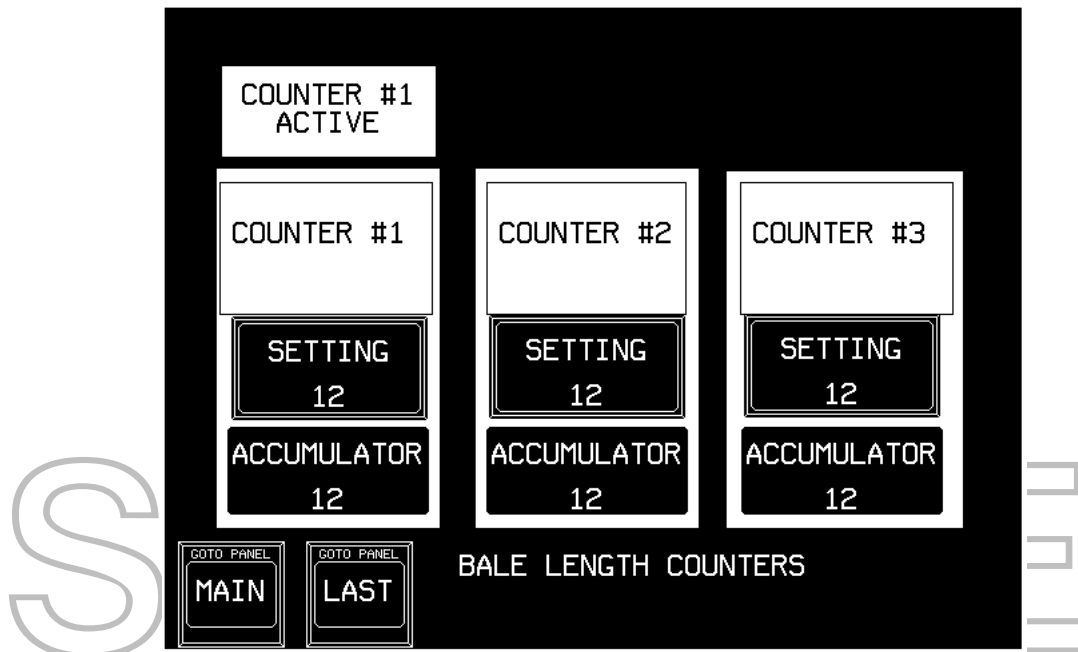 COUNTER #1
ACTIVE
COUNTER #1
SETTING
12
ACCUMULATOR
12
COUNTER #2
SETTING
12
ACCUMULATOR
12
COUNTER #3
SETTING
12
ACCUMULATOR
12
GOTO PANEL
MAIN
GOTO PANEL
LAST
BALE LENGTH COUNTERS